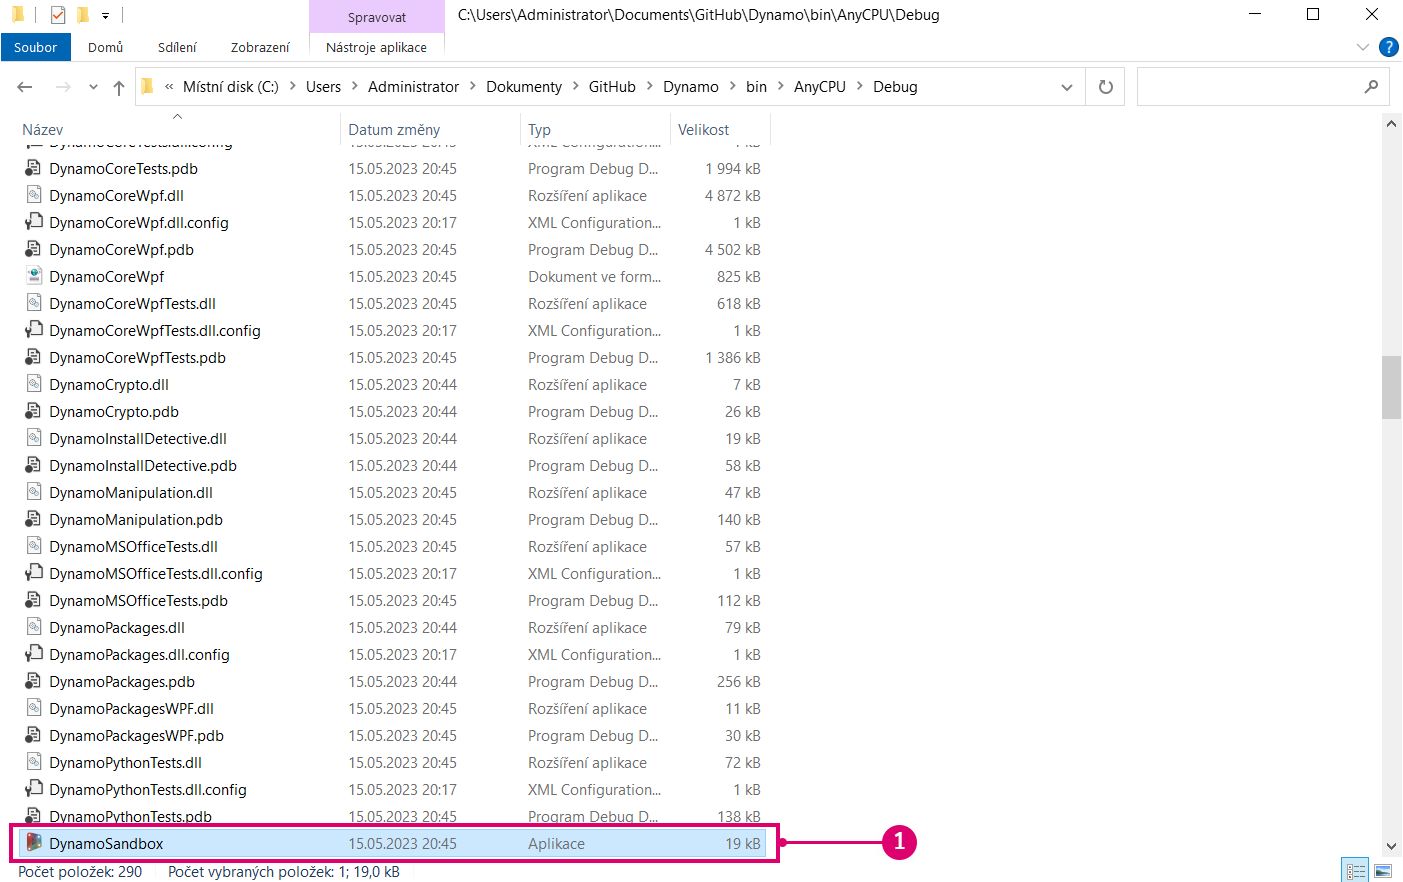 Spravovat
C:\Users\Administrator\Documents\GitHub\Dynamo\bin\AnyCPU\Debug
Soubor Domů Sdílení Zobrazení Nástroje aplikace ?
« Místní disk (C:) > Users > Administrator > Dokumenty > GitHub > Dynamo > bin > AnyCPU > Debug
Název Datum změny Typ Velikost
DynamoCoreTests.dll.config 15.05.2023 20:45 XML Configuration... 1 kB
DynamoCoreTests.pdb 15.05.2023 20:45 Program Debug D... 1 994 kB
DynamoCoreWpf.dll 15.05.2023 20:45 Rozšíření aplikace 4 872 kB
DynamoCoreWpf.dll.config 15.05.2023 20:17 XML Configuration... 1 kB
DynamoCoreWpf.pdb 15.05.2023 20:45 Program Debug D... 4 502 kB
DynamoCoreWpf 15.05.2023 20:45 Dokument ve form... 825 kB
DynamoCoreWpfTests.dll 15.05.2023 20:45 Rozšíření aplikace 618 kB
DynamoCoreWpfTests.dll.config 15.05.2023 20:17 XML Configuration... 1 kB
DynamoCoreWpfTests.pdb 15.05.2023 20:45 Program Debug D... 1 386 kB
DynamoCrypto.dll 15.05.2023 20:44 Rozšíření aplikace 7 kB
DynamoCrypto.pdb 15.05.2023 20:44 Program Debug D... 26 kB
DynamoInstallDetective.dll 15.05.2023 20:44 Rozšíření aplikace 19 kB
DynamoInstallDetective.pdb 15.05.2023 20:44 Program Debug D... 58 kB
DynamoManipulation.dll 15.05.2023 20:45 Rozšíření aplikace 47 kB
DynamoManipulation.pdb 15.05.2023 20:45 Program Debug D... 140 kB
DynamoMSOfficeTests.dll 15.05.2023 20:45 Rozšíření aplikace 57 kB
DynamoMSOfficeTests.dll.config 15.05.2023 20:17 XML Configuration... 1 kB
DynamoMSOfficeTests.pdb 15.05.2023 20:45 Program Debug D... 112 kB
DynamoPackages.dll 15.05.2023 20:44 Rozšíření aplikace 79 kB
DynamoPackages.dll.config 15.05.2023 20:17 XML Configuration... 1 kB
DynamoPackages.pdb 15.05.2023 20:44 Program Debug D... 256 kB
DynamoPackagesWPF.dll 15.05.2023 20:45 Rozšíření aplikace 11 kB
DynamoPackagesWPF.pdb 15.05.2023 20:45 Program Debug D... 30 kB
DynamoPythonTests.dll 15.05.2023 20:45 Rozšíření aplikace 72 kB
DynamoPythonTests.dll.config 15.05.2023 20:17 XML Configuration... 1 kB
DynamoPythonTests.pdb 15.05.2023 20:45 Program Debug D... 138 kB
DynamoSandbox 15.05.2023 20:45 Aplikace 19 kB 1
Počet položek: 290 Počet vybraných položek: 1; 19,0 kB